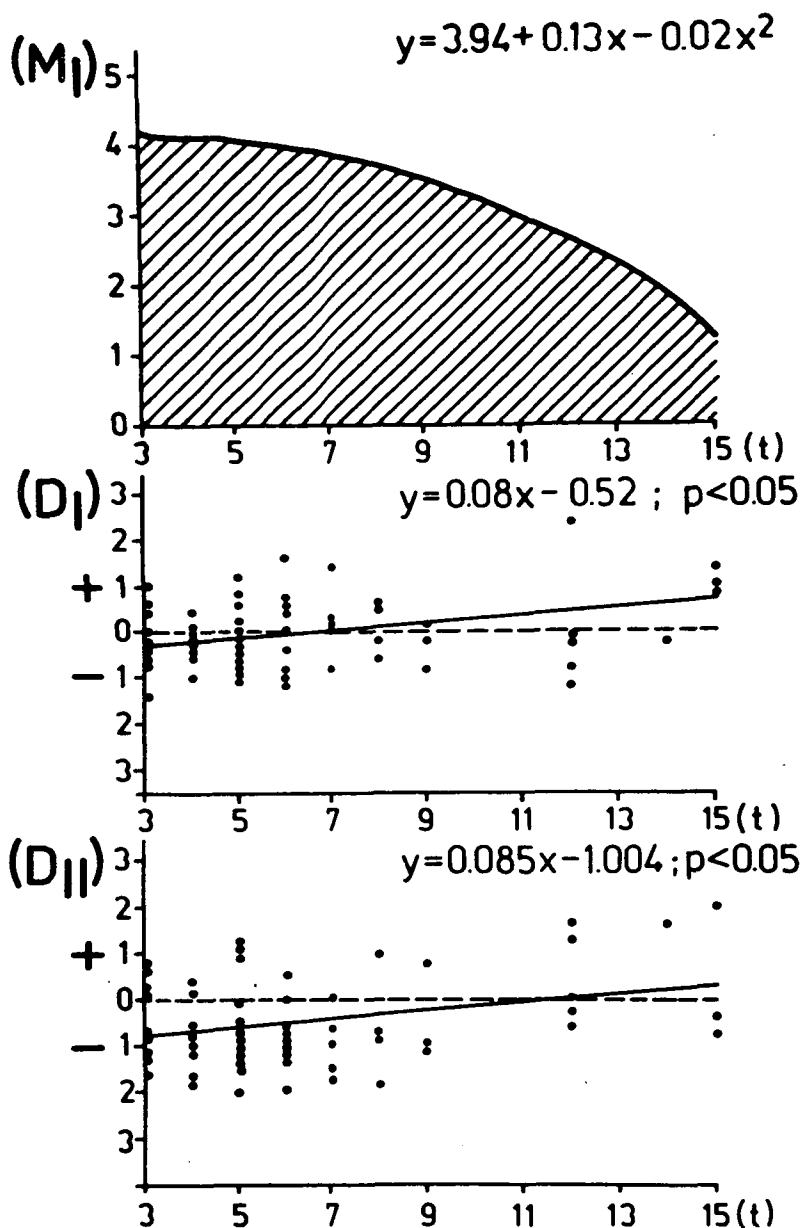 y=3.94+0.13x-0.02x²
(M_I)
5
4
3
2
1
0
3 5 7 9 11 13 15 (t)
(D_I)
y=0.08x-0.52 ; p<0.05
3
2
+ 1
0
- 1
2
3
3 5 7 9 11 13 15 (t)
(D_II)
y=0.085x-1.004 ; p<0.05
3
2
+ 1
0
- 1
2
3
3 5 7 9 11 13 15 (t)